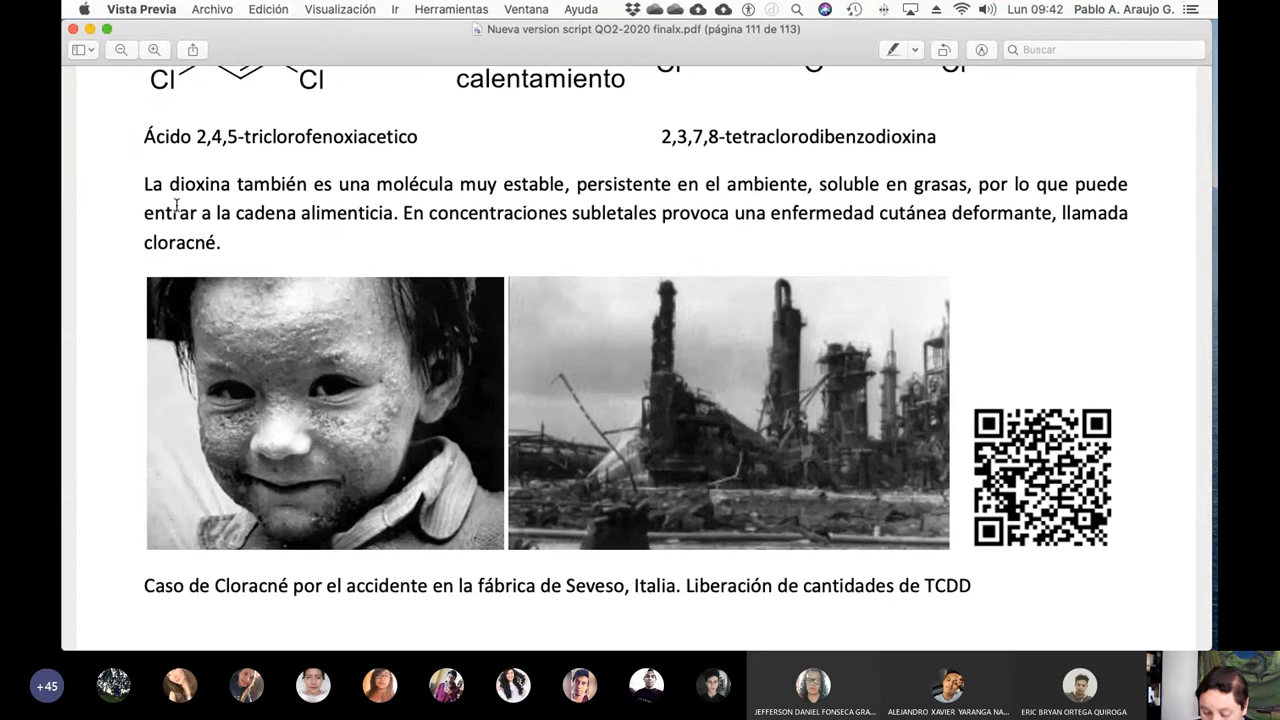 Vista Previa Archivo Edición Visualización Ir Herramientas Ventana Ayuda Lun 09:42 Pablo A. Araujo G.
Nueva version script QO2-2020 finalx.pdf (página 111 de 113)
Buscar
Cl Cl calentamiento
Ácido 2,4,5-triclorofenoxiacetico 2,3,7,8-tetraclorodibenzodioxina
La dioxina también es una molécula muy estable, persistente en el ambiente, soluble en grasas, por lo que puede
entrar a la cadena alimenticia. En concentraciones subletales provoca una enfermedad cutánea deformante, llamada
cloracné.
Caso de Cloracné por el accidente en la fábrica de Seveso, Italia. Liberación de cantidades de TCDD
+45
JEFFERSON DANIEL FONSECA GRA... ALEJANDRO XAVIER YARANGA NA... ERIC BRYAN ORTEGA QUIROGA